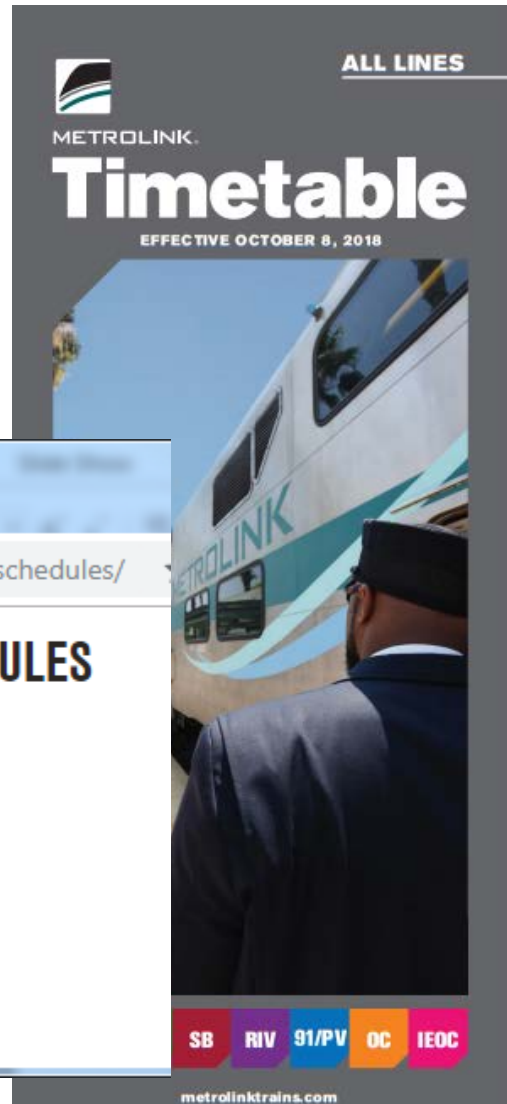 ALL LINES
METROLINK.
Timetable
EFFECTIVE OCTOBER 8, 2018
METROLINK
schedules/
ULES
SB RIV 91/PV OC IEOC
metrolinktrains.com